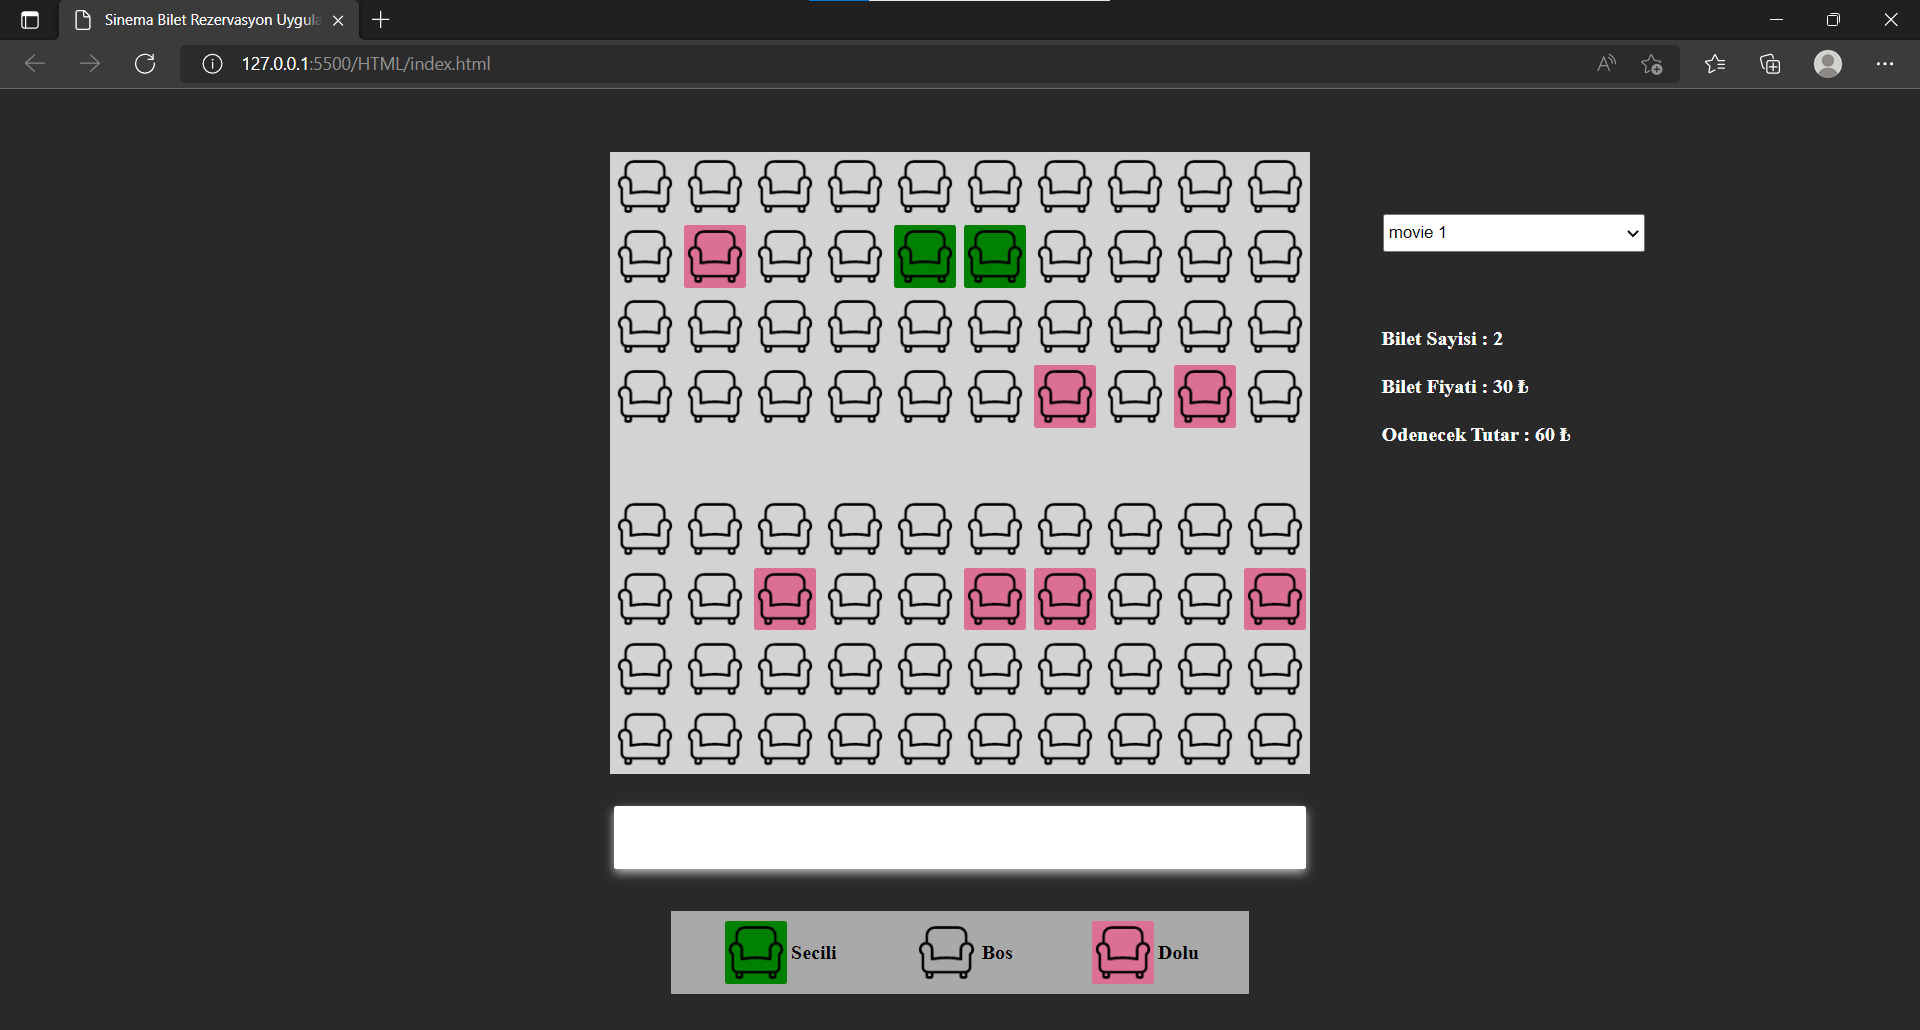 Sinema Bilet Rezervasyon Uygula
127.0.0.1:5500/HTML/index.html
movie 1
Bilet Sayisi : 2
Bilet Fiyati : 30 ₺
Odenecek Tutar : 60 ₺
Secili
Bos
Dolu